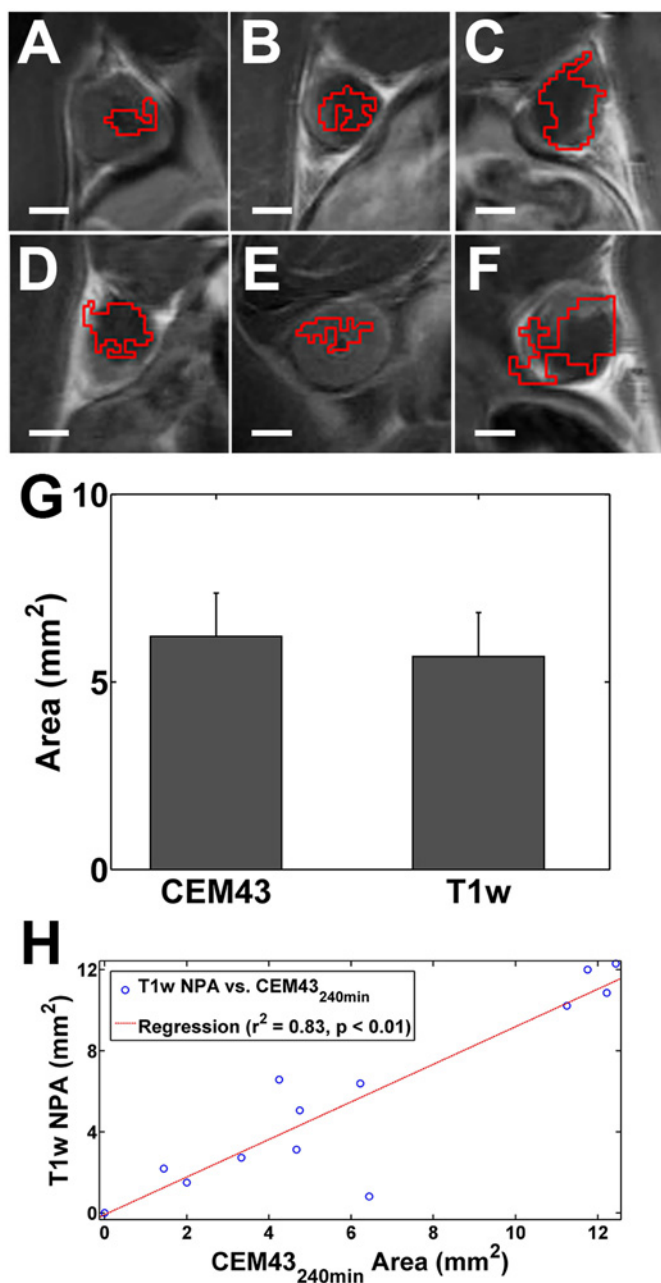 A
B
C
D
E
F
G
10
5
0
Area (mm²)
CEM43
T1w
H
12
8
4
0
T1w NPA (mm²)
T1w NPA vs. CEM43₂₄₀ₘᵢₙ
Regression (r² = 0.83, p < 0.01)
0
2
4
6
8
10
12
CEM43₂₄₀ₘᵢₙ Area (mm²)